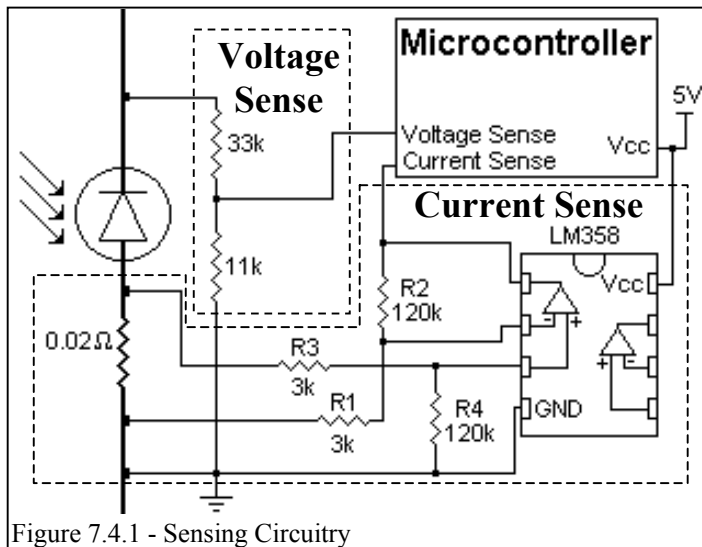 Microcontroller
Voltage
Sense
5V
33k
Voltage Sense
Current Sense
Vcc
Current Sense
LM358
11k
Vcc
R2
120k
- +
0.02Ω
R3
3k
+ -
R1
3k
R4
120k
GND
Figure 7.4.1 - Sensing Circuitry